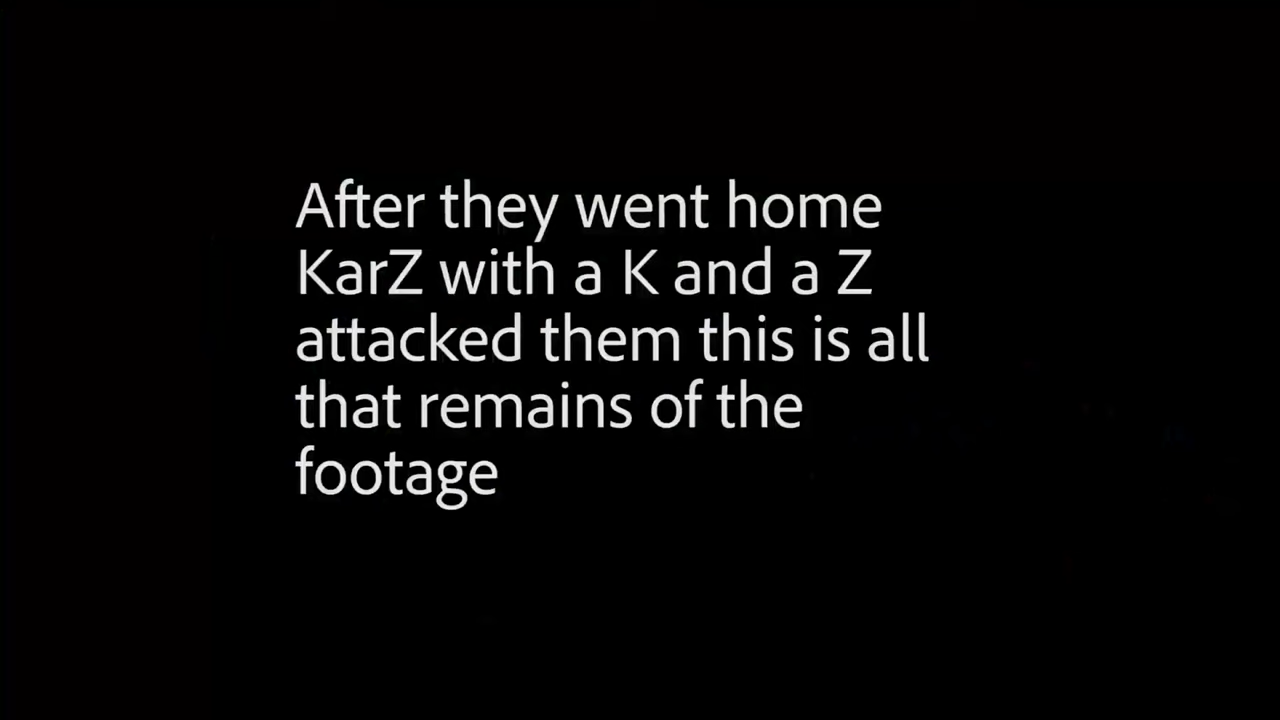 After they went home
KarZ with a K and a Z
attacked them this is all
that remains of the
footage